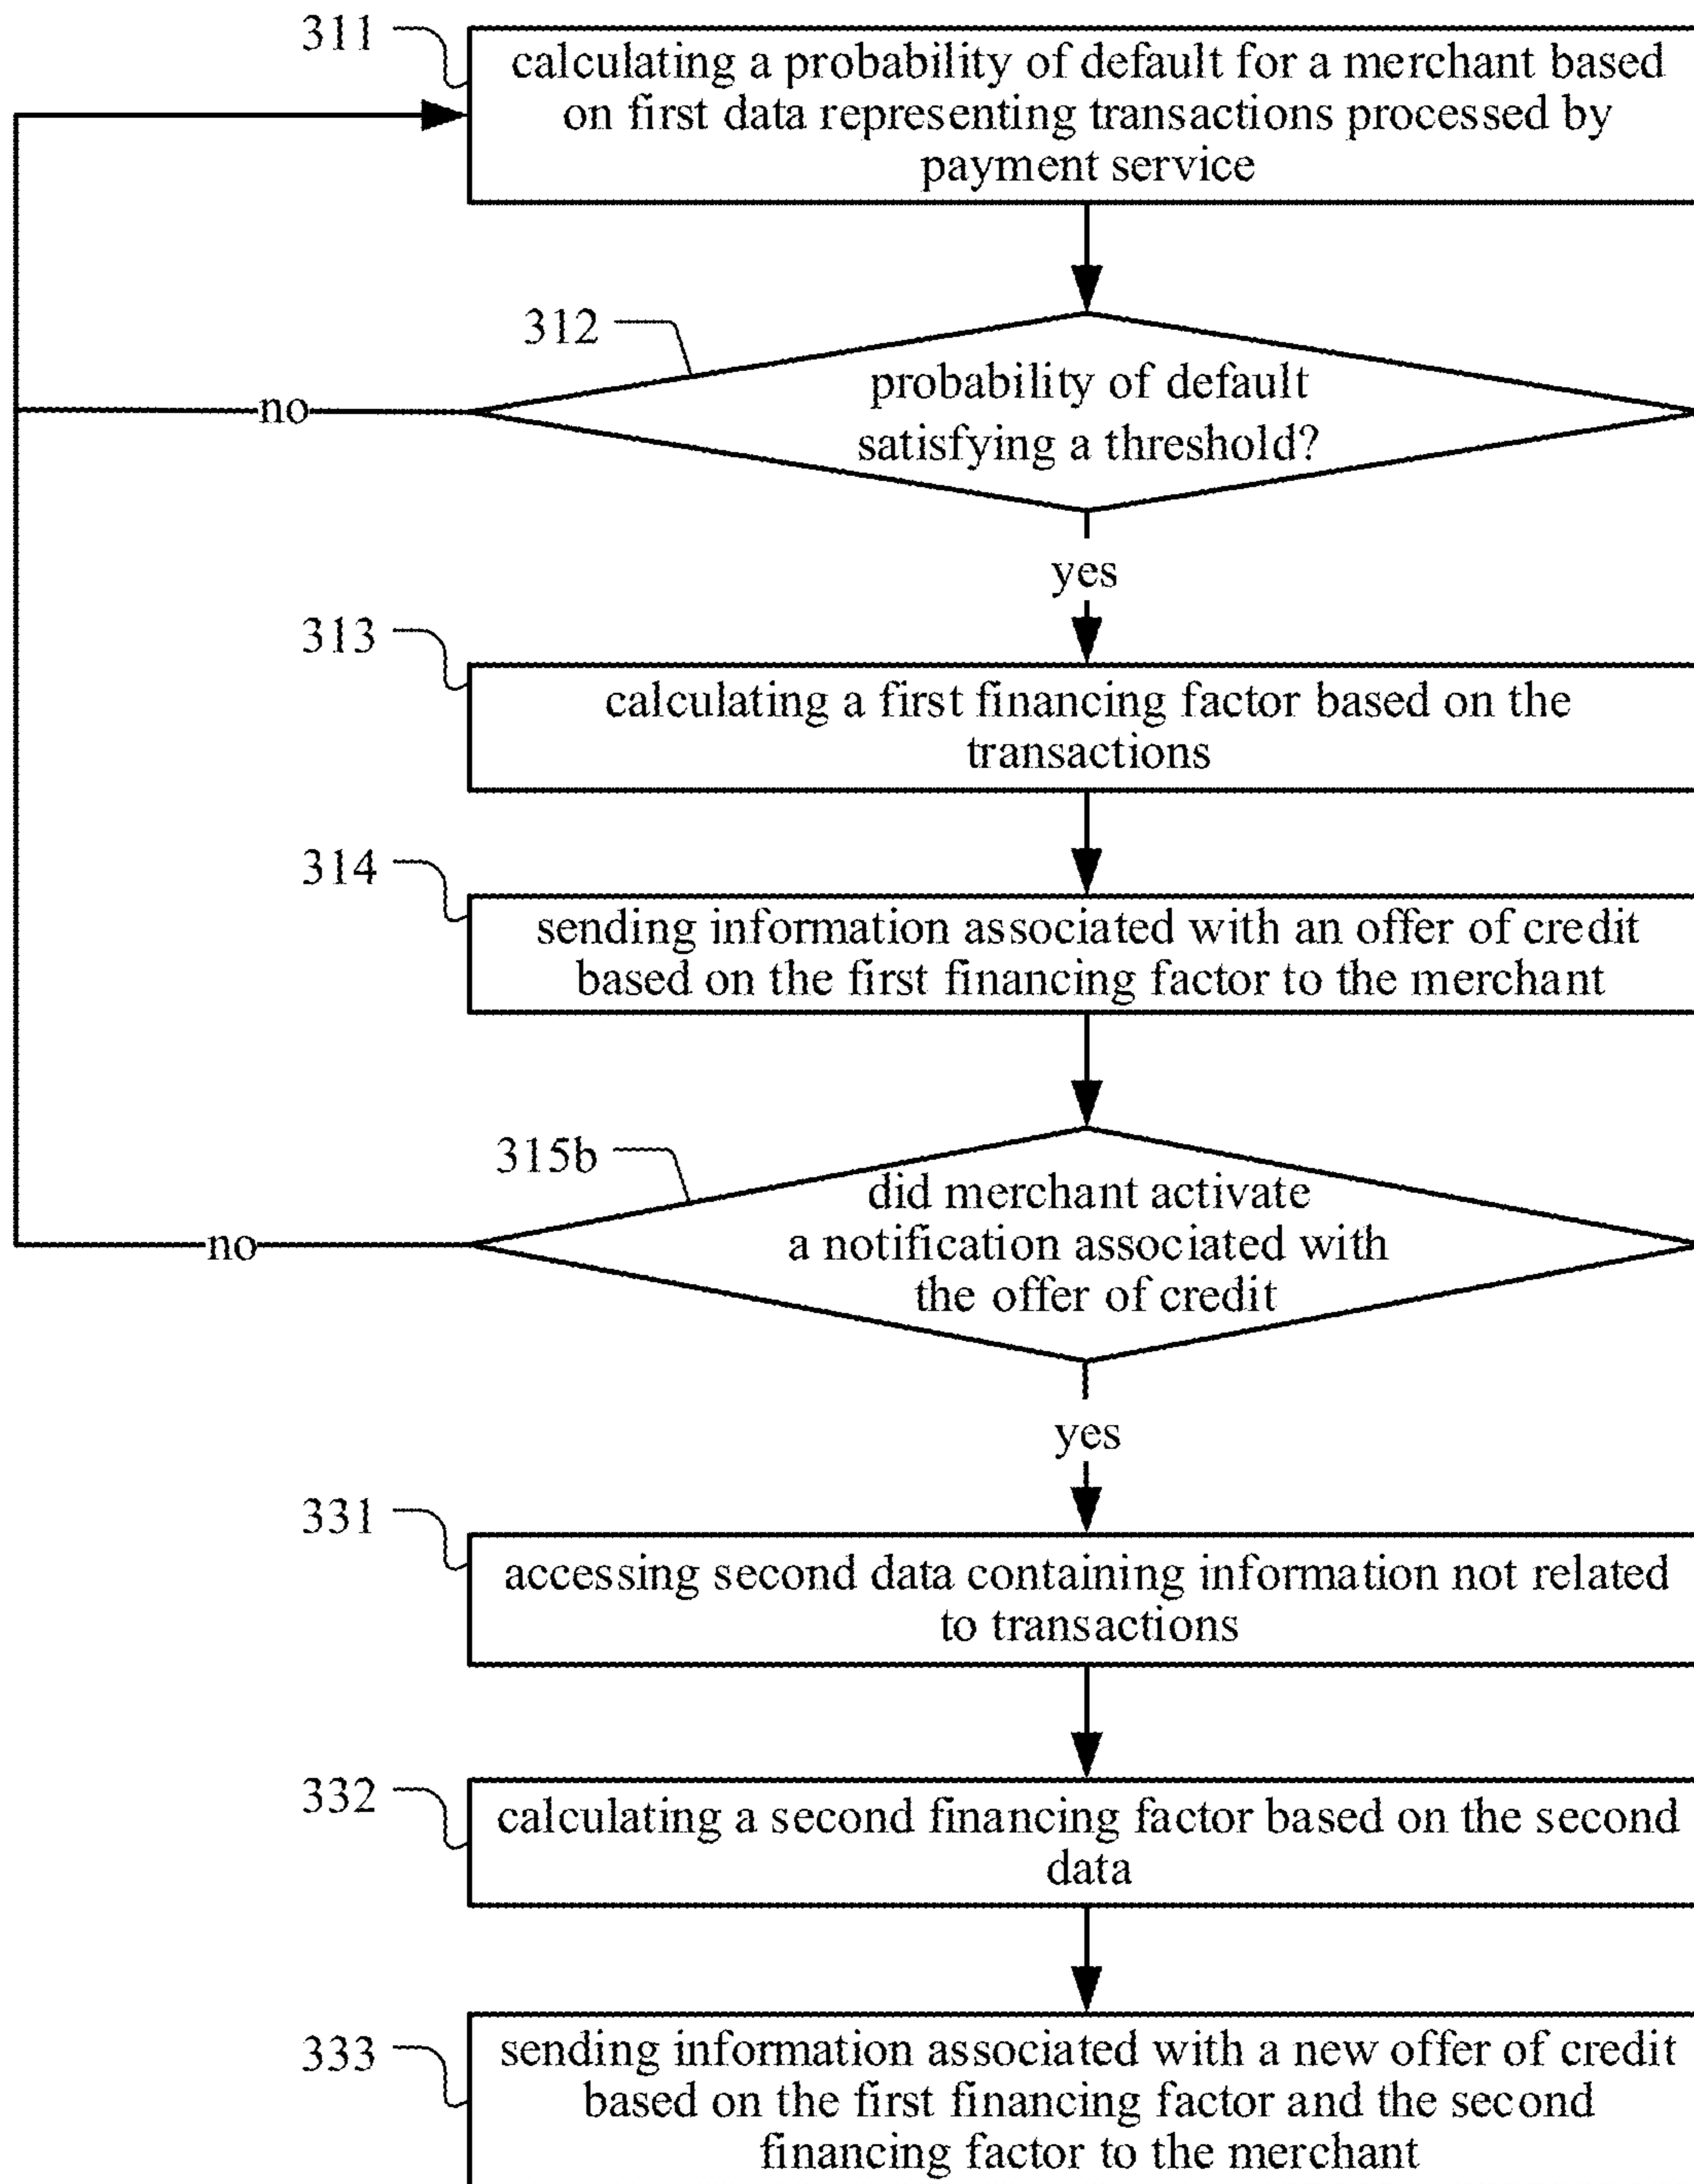 311
calculating a probability of default for a merchant based
on first data representing transactions processed by
payment service
312
probability of default
satisfying a threshold?
no
yes
313
calculating a first financing factor based on the
transactions
314
sending information associated with an offer of credit
based on the first financing factor to the merchant
315b
did merchant activate
a notification associated with
the offer of credit
no
yes
331
accessing second data containing information not related
to transactions
332
calculating a second financing factor based on the second
data
333
sending information associated with a new offer of credit
based on the first financing factor and the second
financing factor to the merchant